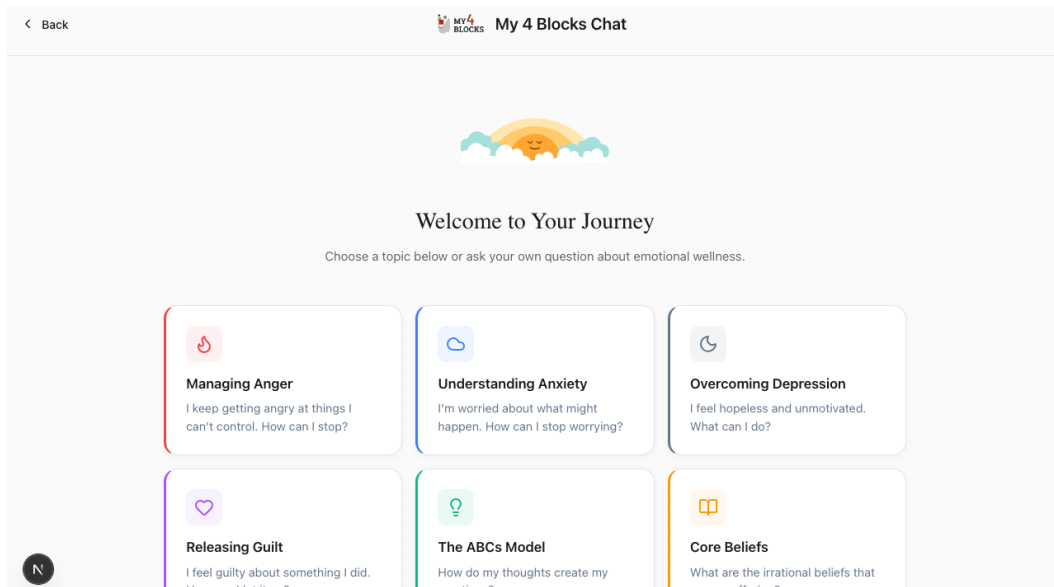 Back
MY 4
BLOCKS
My 4 Blocks Chat
Welcome to Your Journey
Choose a topic below or ask your own question about emotional wellness.
Managing Anger
I keep getting angry at things I
can't control. How can I stop?
Understanding Anxiety
I'm worried about what might
happen. How can I stop worrying?
Overcoming Depression
I feel hopeless and unmotivated.
What can I do?
Releasing Guilt
I feel guilty about something I did.
The ABCs Model
How do my thoughts create my
Core Beliefs
What are the irrational beliefs that
N